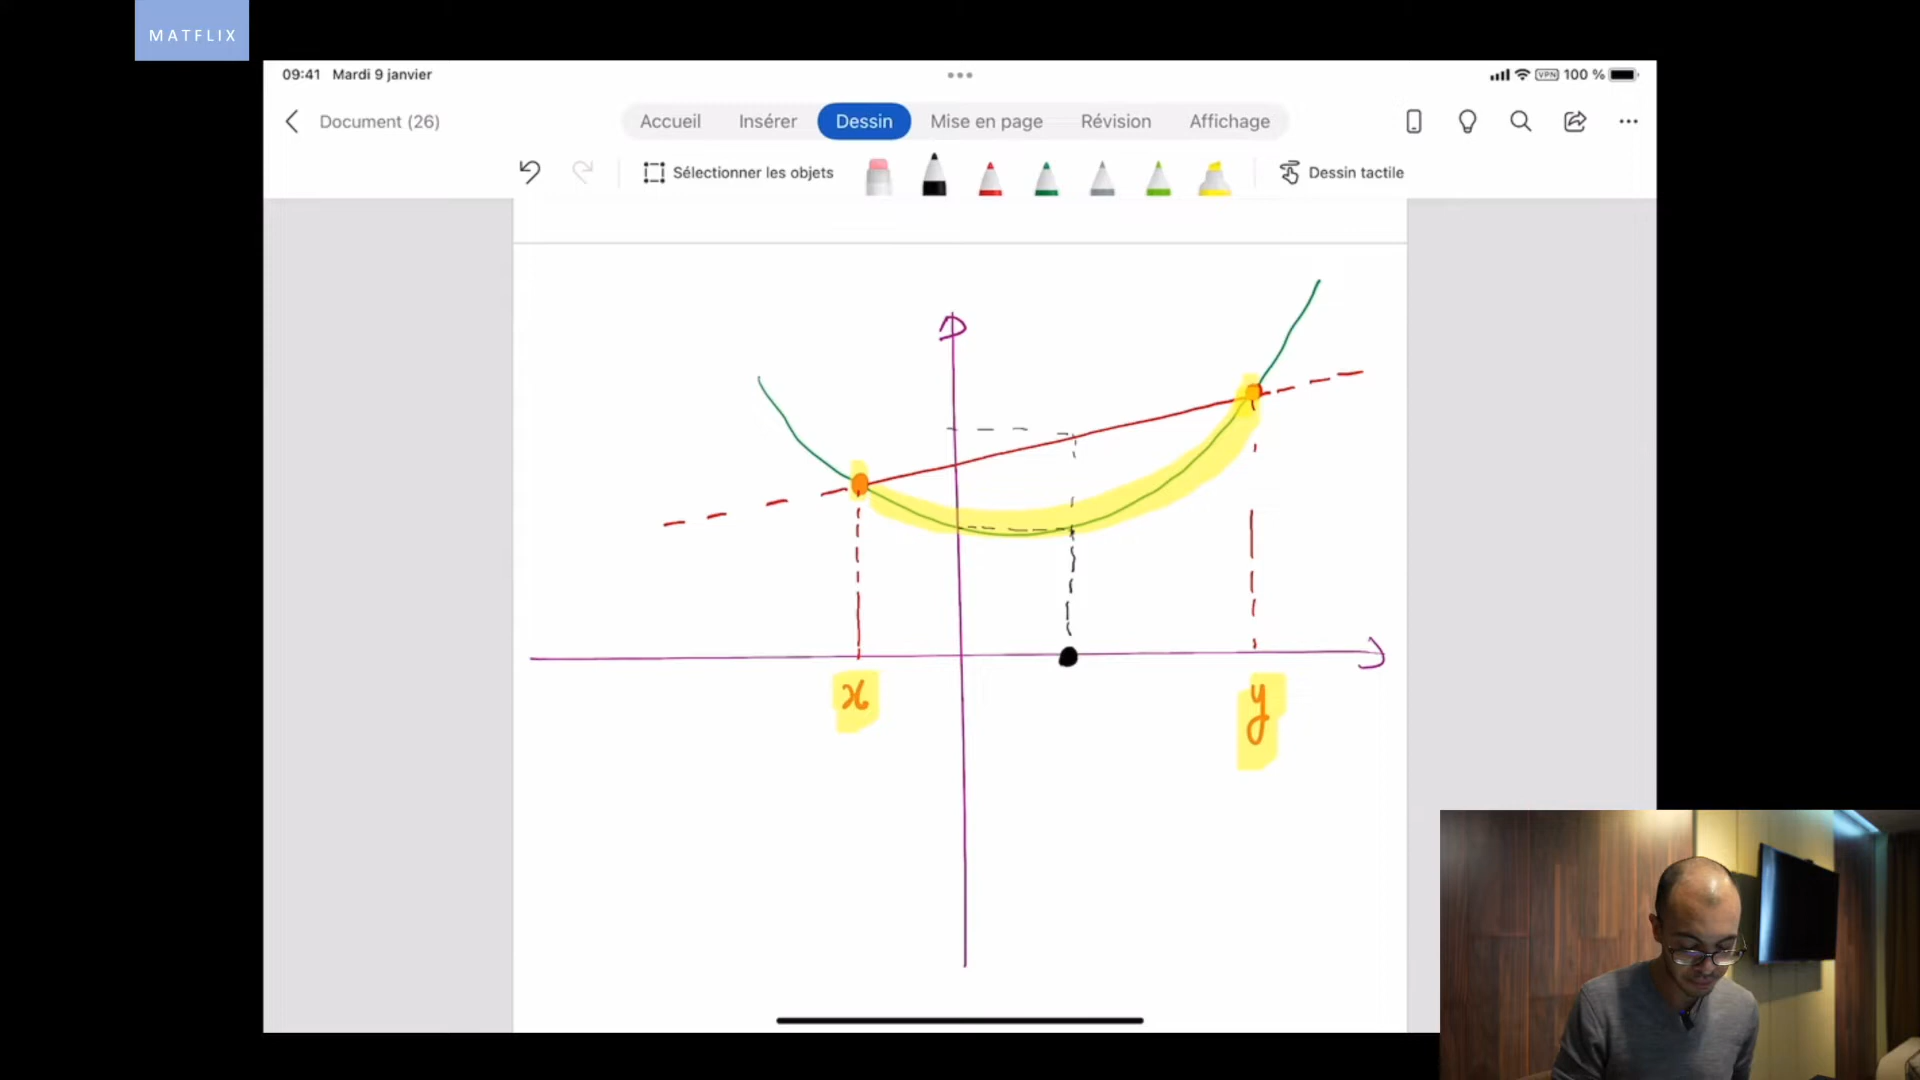 MATFLIX
09:41 Mardi 9 janvier
VPN 100 %
Document (26)
Accueil Insérer Dessin Mise en page Révision Affichage
Sélectionner les objets
Dessin tactile
x
y